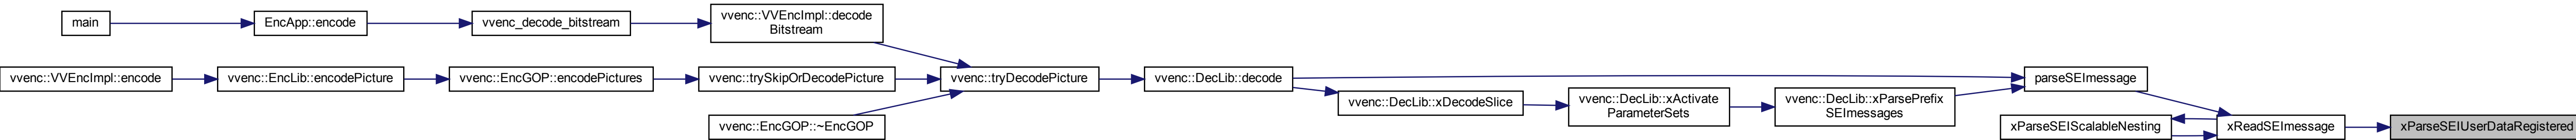 main
EncApp::encode
vvenc_decode_bitstream
vvenc::VVEncImpl::decode
Bitstream
vvenc::VVEncImpl::encode
vvenc::EncLib::encodePicture
vvenc::EncGOP::encodePictures
vvenc::trySkipOrDecodePicture
vvenc::EncGOP::~EncGOP
vvenc::tryDecodePicture
vvenc::DecLib::decode
vvenc::DecLib::xDecodeSlice
vvenc::DecLib::xActivate
ParameterSets
vvenc::DecLib::xParsePrefix
SEImessages
parseSEImessage
xParseSEIScalableNesting
xReadSEImessage
xParseSEIUserDataRegistered